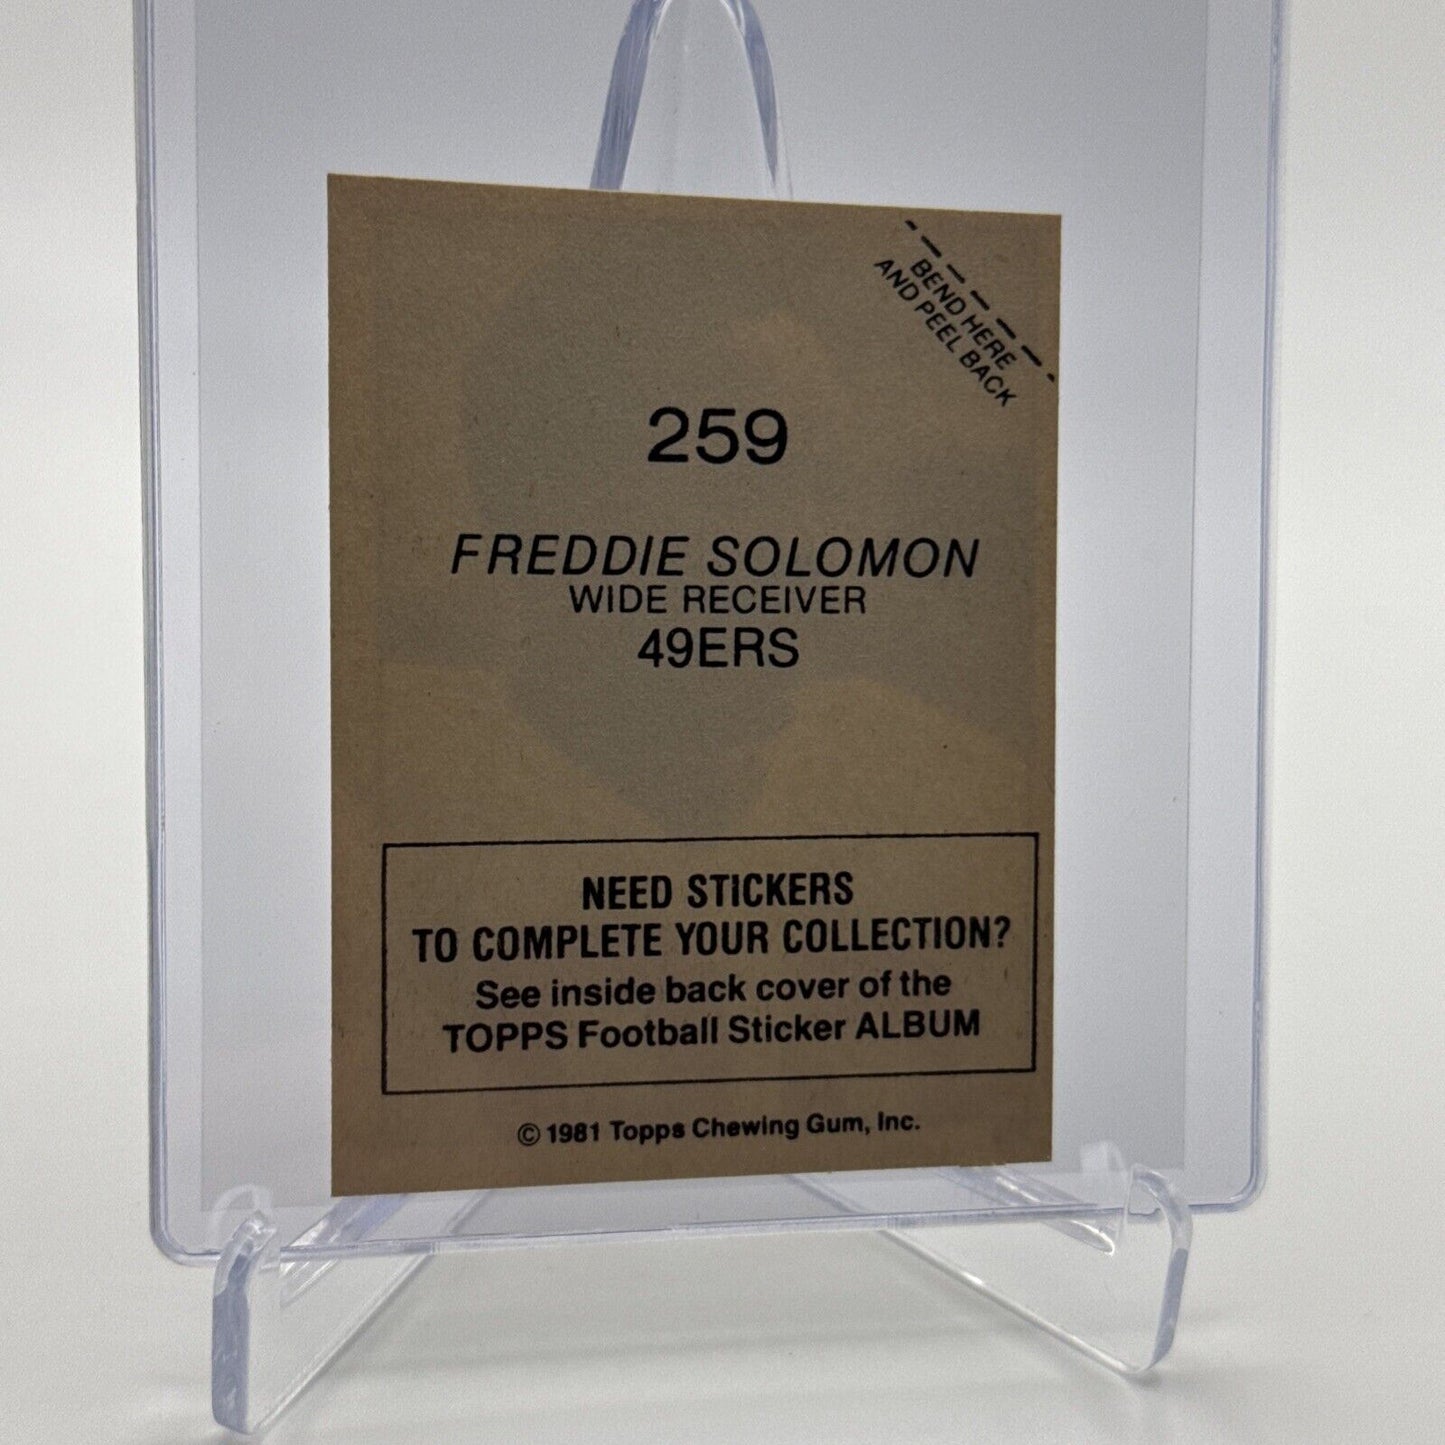 BEND HERE
AND PEEL BACK
259
FREDDIE SOLOMON
WIDE RECEIVER
49ERS
NEED STICKERS
TO COMPLETE YOUR COLLECTION?
See inside back cover of the
TOPPS Football Sticker ALBUM
© 1981 Topps Chewing Gum, Inc.